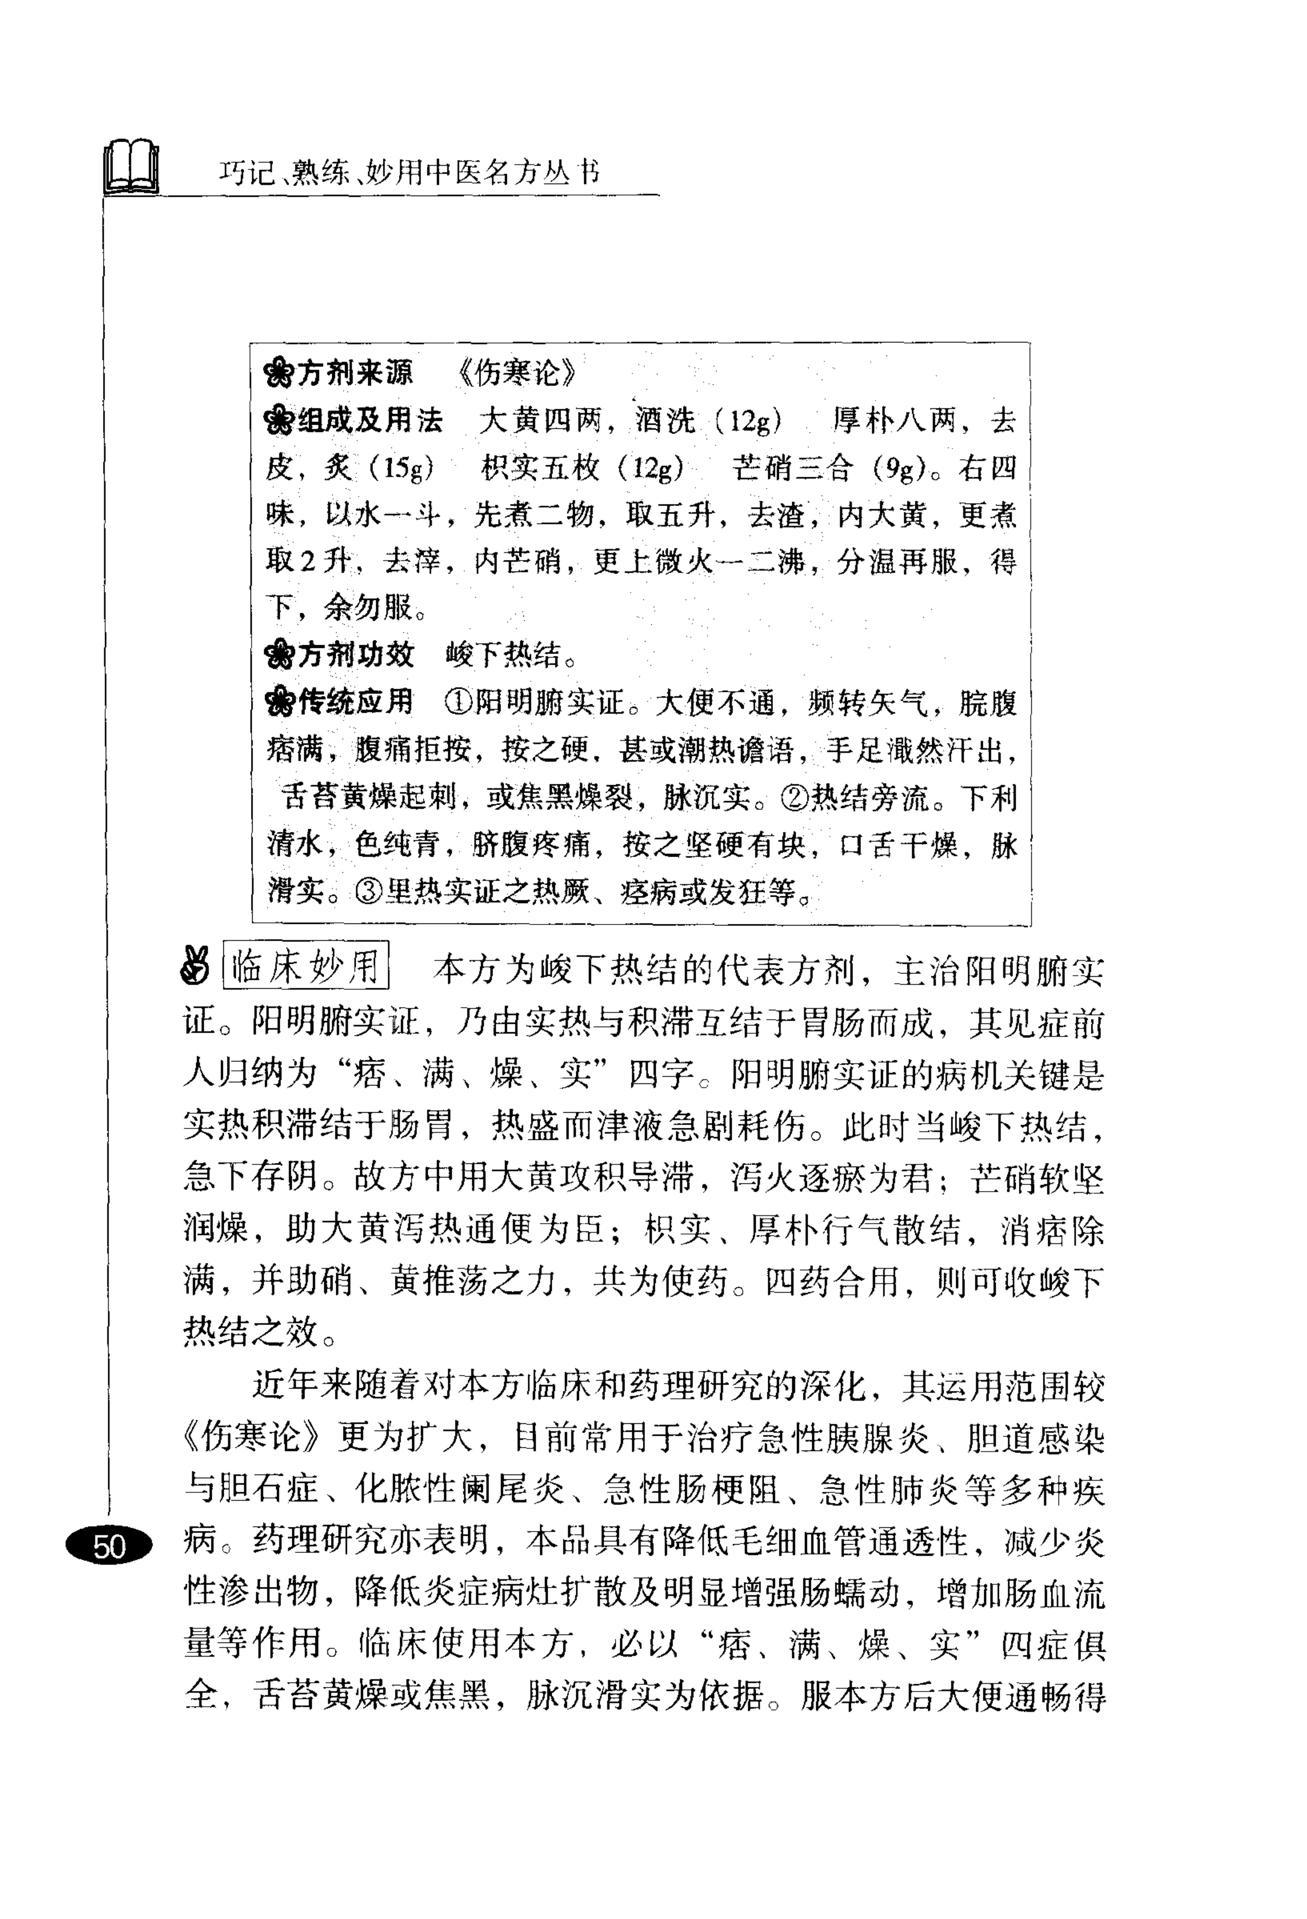 巧记、熟练、妙用中医名方丛书
方剂来源 《伤寒论》
组成及用法 大黄四两，酒洗（12g） 厚朴八两，去
皮，炙（15g） 枳实五枚（12g） 芒硝三合（9g）。右四
味，以水一斗，先煮二物，取五升，去渣，内大黄，更煮
取2升，去滓，内芒硝，更上微火一二沸，分温再服，得
下，余勿服。
方剂功效 峻下热结。
传统应用 ①阳明腑实证。大便不通，频转矢气，脘腹
痞满，腹痛拒按，按之硬，甚或潮热谵语，手足濈然汗出，
舌苔黄燥起刺，或焦黑燥裂，脉沉实。②热结旁流。下利
清水，色纯青，脐腹疼痛，按之坚硬有块，口舌干燥，脉
滑实。③里热实证之热厥、痉病或发狂等。
临床妙用 本方为峻下热结的代表方剂，主治阳明腑实
证。阳明腑实证，乃由实热与积滞互结于胃肠而成，其见症前
人归纳为“痞、满、燥、实”四字。阳明腑实证的病机关键是
实热积滞结于肠胃，热盛而津液急剧耗伤。此时当峻下热结，
急下存阴。故方中用大黄攻积导滞，泻火逐瘀为君；芒硝软坚
润燥，助大黄泻热通便为臣；枳实、厚朴行气散结，消痞除
满，并助硝、黄推荡之力，共为使药。四药合用，则可收峻下
热结之效。
近年来随着对本方临床和药理研究的深化，其运用范围较
《伤寒论》更为扩大，目前常用于治疗急性胰腺炎、胆道感染
与胆石症、化脓性阑尾炎、急性肠梗阻、急性肺炎等多种疾
病。药理研究亦表明，本品具有降低毛细血管通透性，减少炎
性渗出物，降低炎症病灶扩散及明显增强肠蠕动，增加肠血流
量等作用。临床使用本方，必以“痞、满、燥、实”四症俱
全，舌苔黄燥或焦黑，脉沉滑实为依据。服本方后大便通畅得
50